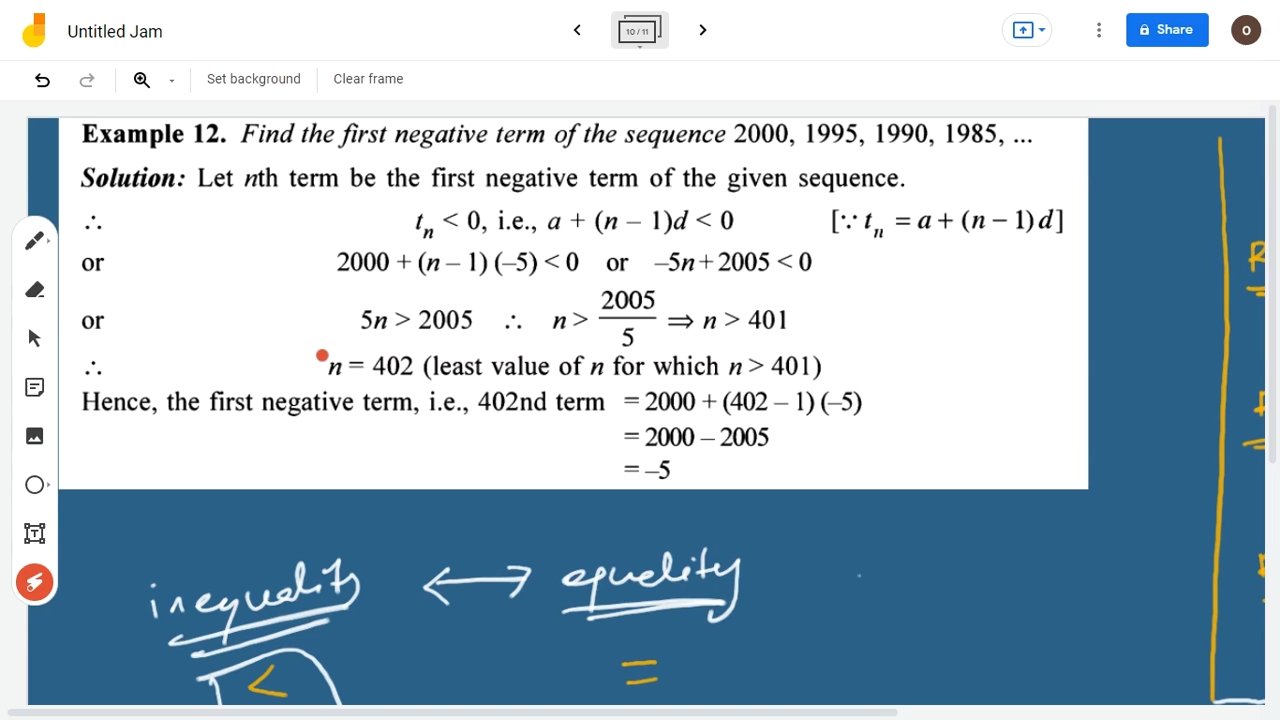 Untitled Jam
10 / 11
Share
O
Set background
Clear frame
Example 12. Find the first negative term of the sequence 2000, 1995, 1990, 1985, ...
Solution: Let nth term be the first negative term of the given sequence.
∴ tₙ < 0, i.e., a + (n – 1)d < 0 [∵ tₙ = a + (n – 1) d]
or 2000 + (n – 1) (–5) < 0 or –5n + 2005 < 0
or 5n > 2005 ∴ n > 2005/5 ⇒ n > 401
∴ n = 402 (least value of n for which n > 401)
Hence, the first negative term, i.e., 402nd term = 2000 + (402 – 1) (–5)
= 2000 – 2005
= –5
inequality ⟷ equality
< =